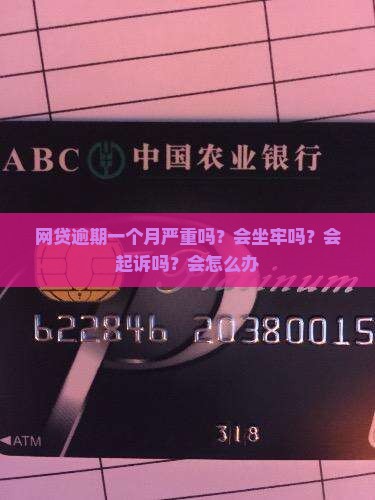 ABC 中国农业银行
网贷逾期一个月严重吗？会坐牢吗？会
起诉吗？会怎么办
Platinum
622846 20380015
◀ATM
318